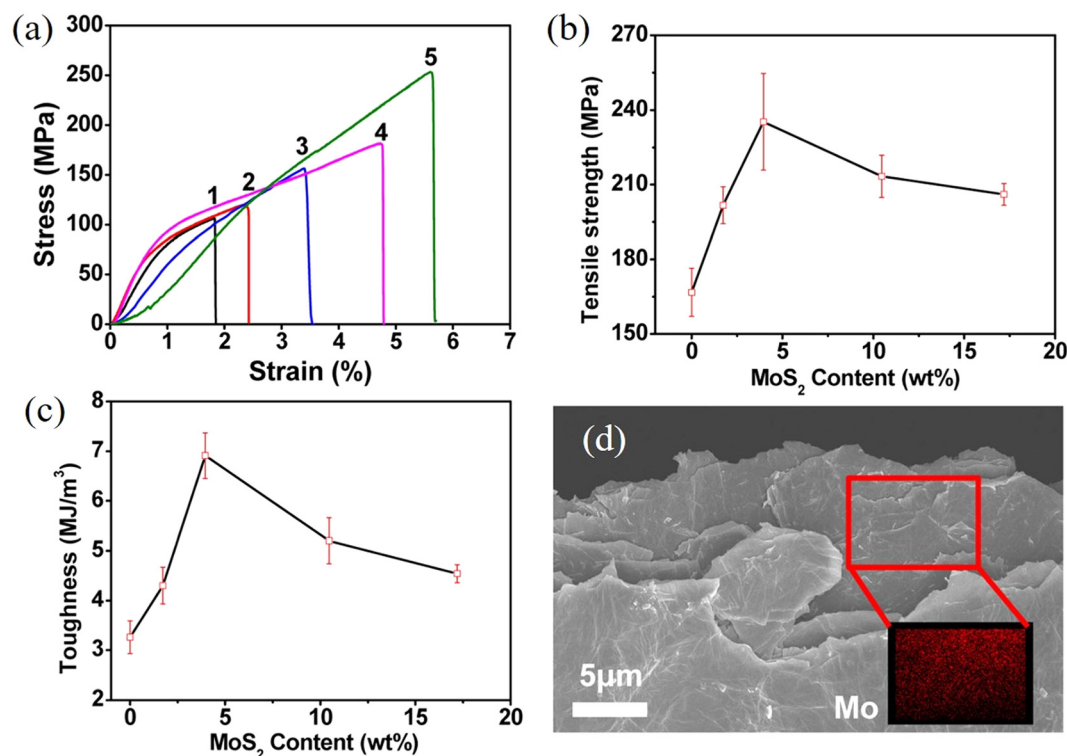 (a)
300
250
200
150
100
50
0
Stress (MPa)
1
2
3
4
5
0 1 2 3 4 5 6 7
Strain (%)
(b)
270
240
210
180
150
Tensile strength (MPa)
0 5 10 15 20
MoS₂ Content (wt%)
(c)
8
7
6
5
4
3
2
Toughness (MJ/m³)
0 5 10 15 20
MoS₂ Content (wt%)
(d)
5μm
Mo